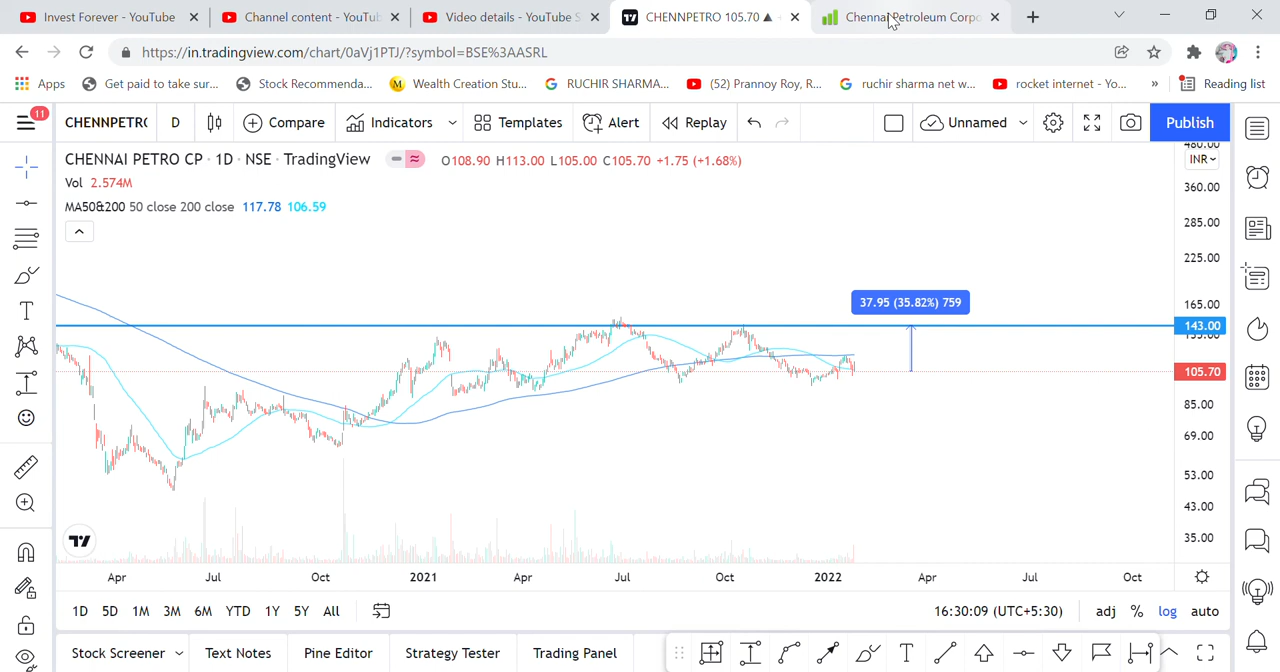 Invest Forever - YouTube
Channel content - YouTub
Video details - YouTube S
CHENNPETRO 105.70 ▲
Chennai Petroleum Corpo
https://in.tradingview.com/chart/0aVj1PTJ/?symbol=BSE%3AASRL
Apps
Get paid to take sur...
Stock Recommenda...
M
Wealth Creation Stu...
RUCHIR SHARMA...
(52) Prannoy Roy, R...
ruchir sharma net w...
rocket internet - Yo...
»
Reading list
11
CHENNPETRO
D
Compare
Indicators
Templates
Alert
Replay
Unnamed
Publish
CHENNAI PETRO CP · 1D · NSE · TradingView
O108.90 H113.00 L105.00 C105.70 +1.75 (+1.68%)
Vol 2.574M
MA50&200 50 close 200 close 117.78 106.59
480.00
INR
360.00
285.00
225.00
165.00
143.00
135.00
105.70
85.00
69.00
53.00
43.00
35.00
37.95 (35.82%) 759
Apr
Jul
Oct
2021
Apr
Jul
Oct
2022
Apr
Jul
Oct
1D 5D 1M 3M 6M YTD 1Y 5Y All
16:30:09 (UTC+5:30)
adj % log auto
Stock Screener
Text Notes
Pine Editor
Strategy Tester
Trading Panel